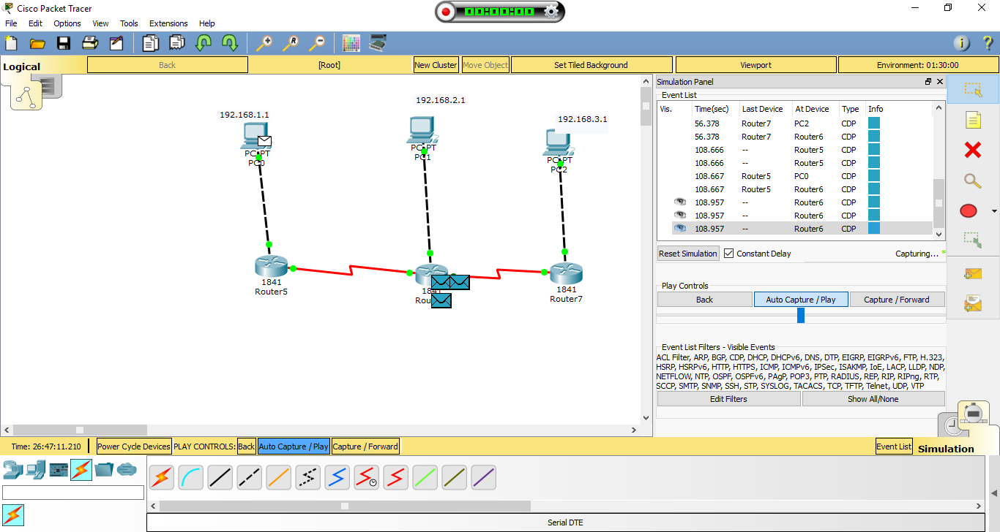 Cisco Packet Tracer
00:00:00
File Edit Options View Tools Extensions Help
R
i ?
Logical
Back
[Root]
New Cluster
Move Object
Set Tiled Background
Viewport
Environment: 01:30:00
192.168.1.1
PC-PT
PC0
192.168.2.1
PC-PT
PC1
192.168.3.1
PC-PT
PC2
1841
Router5
1841
1841
Router7
Simulation Panel
Event List
Vis. Time(sec) Last Device At Device Type Info
56.378 Router7 PC2 CDP
56.378 Router7 Router6 CDP
108.666 -- Router5 CDP
108.666 -- Router5 CDP
108.667 Router5 PC0 CDP
108.667 Router5 Router6 CDP
108.957 -- Router6 CDP
108.957 -- Router6 CDP
108.957 -- Router6 CDP
Reset Simulation Constant Delay Capturing... *
Play Controls
Back Auto Capture / Play Capture / Forward
Event List Filters - Visible Events
ACL Filter, ARP, BGP, CDP, DHCP, DHCPv6, DNS, DTP, EIGRP, EIGRPv6, FTP, H.323,
HSRP, HSRPv6, HTTP, HTTPS, ICMP, ICMPv6, IPSec, ISAKMP, IoE, LACP, LLDP, NDP,
NETFLOW, NTP, OSPF, OSPFv6, PAgP, POP3, PTP, RADIUS, REP, RIP, RIPng, RTP,
SCCP, SMTP, SNMP, SSH, STP, SYSLOG, TACACS, TCP, TFTP, Telnet, UDP, VTP
Edit Filters Show All/None
Time: 26:47:11.210 Power Cycle Devices PLAY CONTROLS: Back Auto Capture / Play Capture / Forward
Event List Simulation
Serial DTE